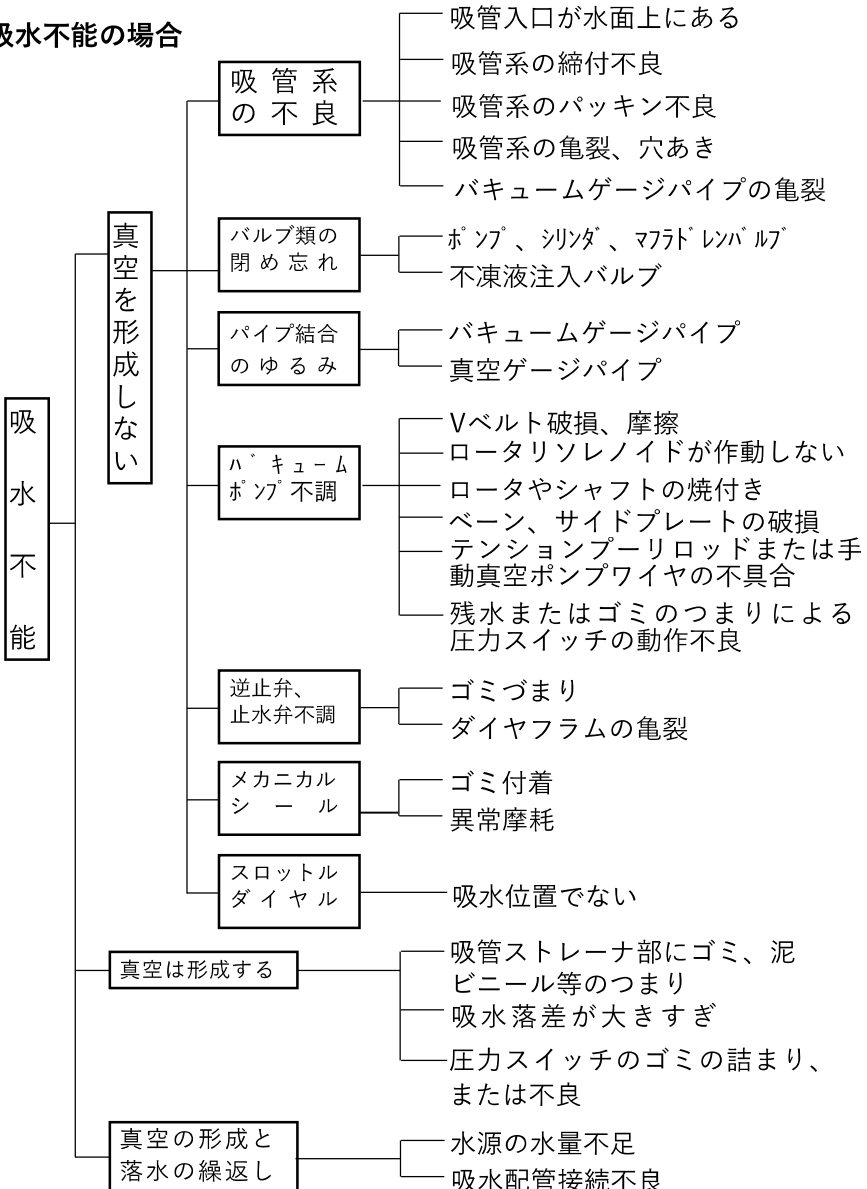 吸水不能の場合
吸水不能
真空を形成しない
吸管系
の不良
吸管入口が水面上にある
吸管系の締付不良
吸管系のパッキン不良
吸管系の亀裂、穴あき
バキュームゲージパイプの亀裂
バルブ類の
閉め忘れ
ポンプ、シリンダ、マフラドレンバルブ
不凍液注入バルブ
パイプ結合
のゆるみ
バキュームゲージパイプ
真空ゲージパイプ
バキューム
ポンプ不調
Vベルト破損、摩擦
ロータリソレノイドが作動しない
ロータやシャフトの焼付き
ベーン、サイドプレートの破損
テンションプーリロッドまたは手
動真空ポンプワイヤの不具合
残水またはゴミのつまりによる
圧力スイッチの動作不良
逆止弁、
止水弁不調
ゴミづまり
ダイヤフラムの亀裂
メカニカル
シール
ゴミ付着
異常摩耗
スロットル
ダイヤル
吸水位置でない
真空は形成する
吸管ストレーナ部にゴミ、泥
ビニール等のつまり
吸水落差が大きすぎ
圧力スイッチのゴミの詰まり、
または不良
真空の形成と
落水の繰返し
水源の水量不足
吸水配管接続不良